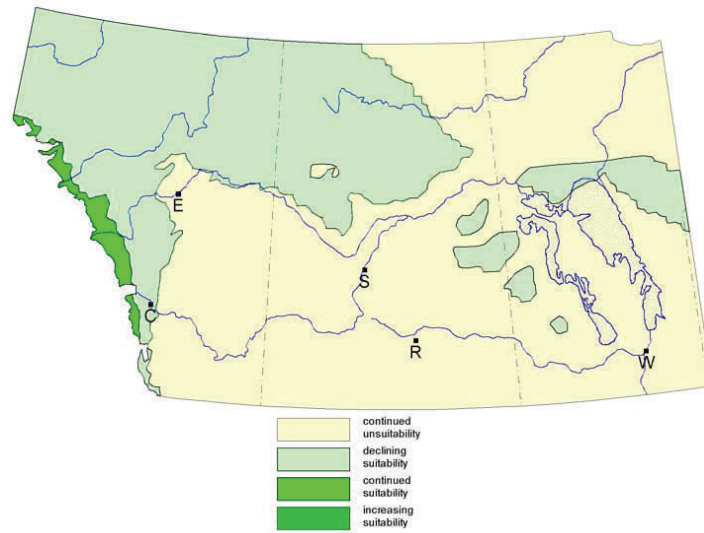 E
S
C
R
W
continued
unsuitability
declining
suitability
continued
suitability
increasing
suitability